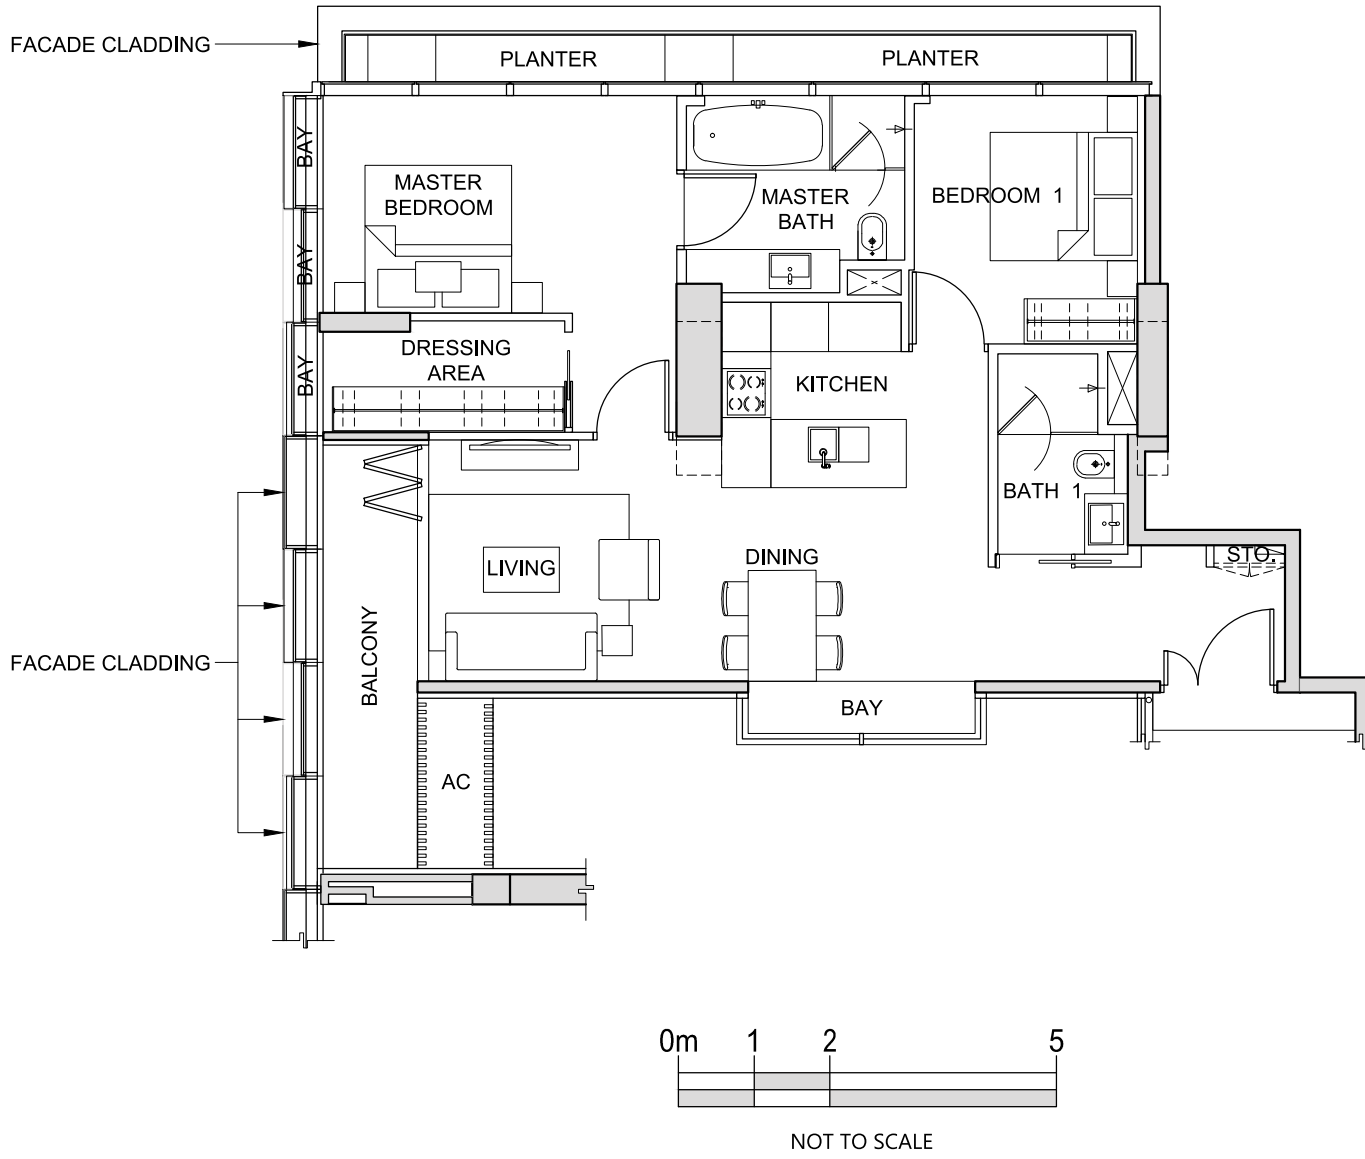 FACADE CLADDING
PLANTER
PLANTER
BAY
MASTER
BEDROOM
MASTER
BATH
BEDROOM 1
BAY
DRESSING
AREA
BAY
KITCHEN
BATH 1
DINING
STO.
LIVING
BALCONY
FACADE CLADDING
BAY
AC
0m 1 2 5
NOT TO SCALE